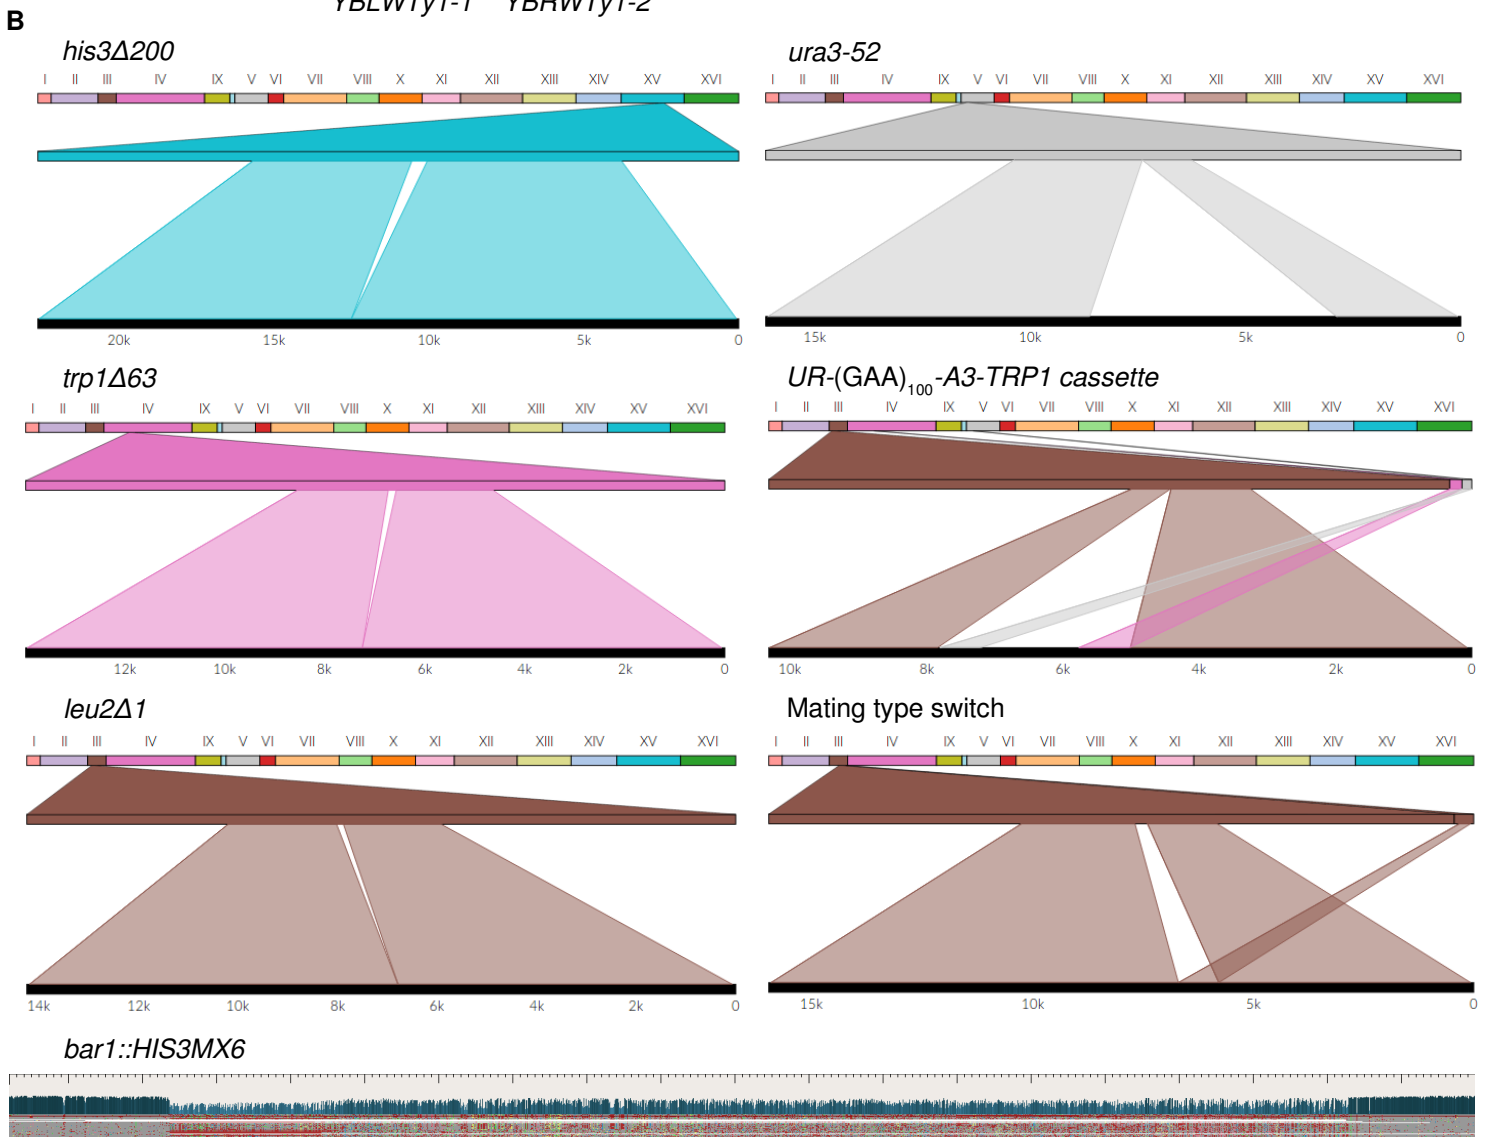 YBLWTy1-1 YBRWTy1-2
B
his3Δ200
I II III IV IX V VI VII VIII X XI XII XIII XIV XV XVI
20k 15k 10k 5k 0
ura3-52
I II III IV IX V VI VII VIII X XI XII XIII XIV XV XVI
15k 10k 5k 0
trp1Δ63
I II III IV IX V VI VII VIII X XI XII XIII XIV XV XVI
12k 10k 8k 6k 4k 2k 0
UR-(GAA)100-A3-TRP1 cassette
I II III IV IX V VI VII VIII X XI XII XIII XIV XV XVI
10k 8k 6k 4k 2k 0
leu2Δ1
I II III IV IX V VI VII VIII X XI XII XIII XIV XV XVI
14k 12k 10k 8k 6k 4k 2k 0
Mating type switch
I II III IV IX V VI VII VIII X XI XII XIII XIV XV XVI
15k 10k 5k 0
bar1::HIS3MX6